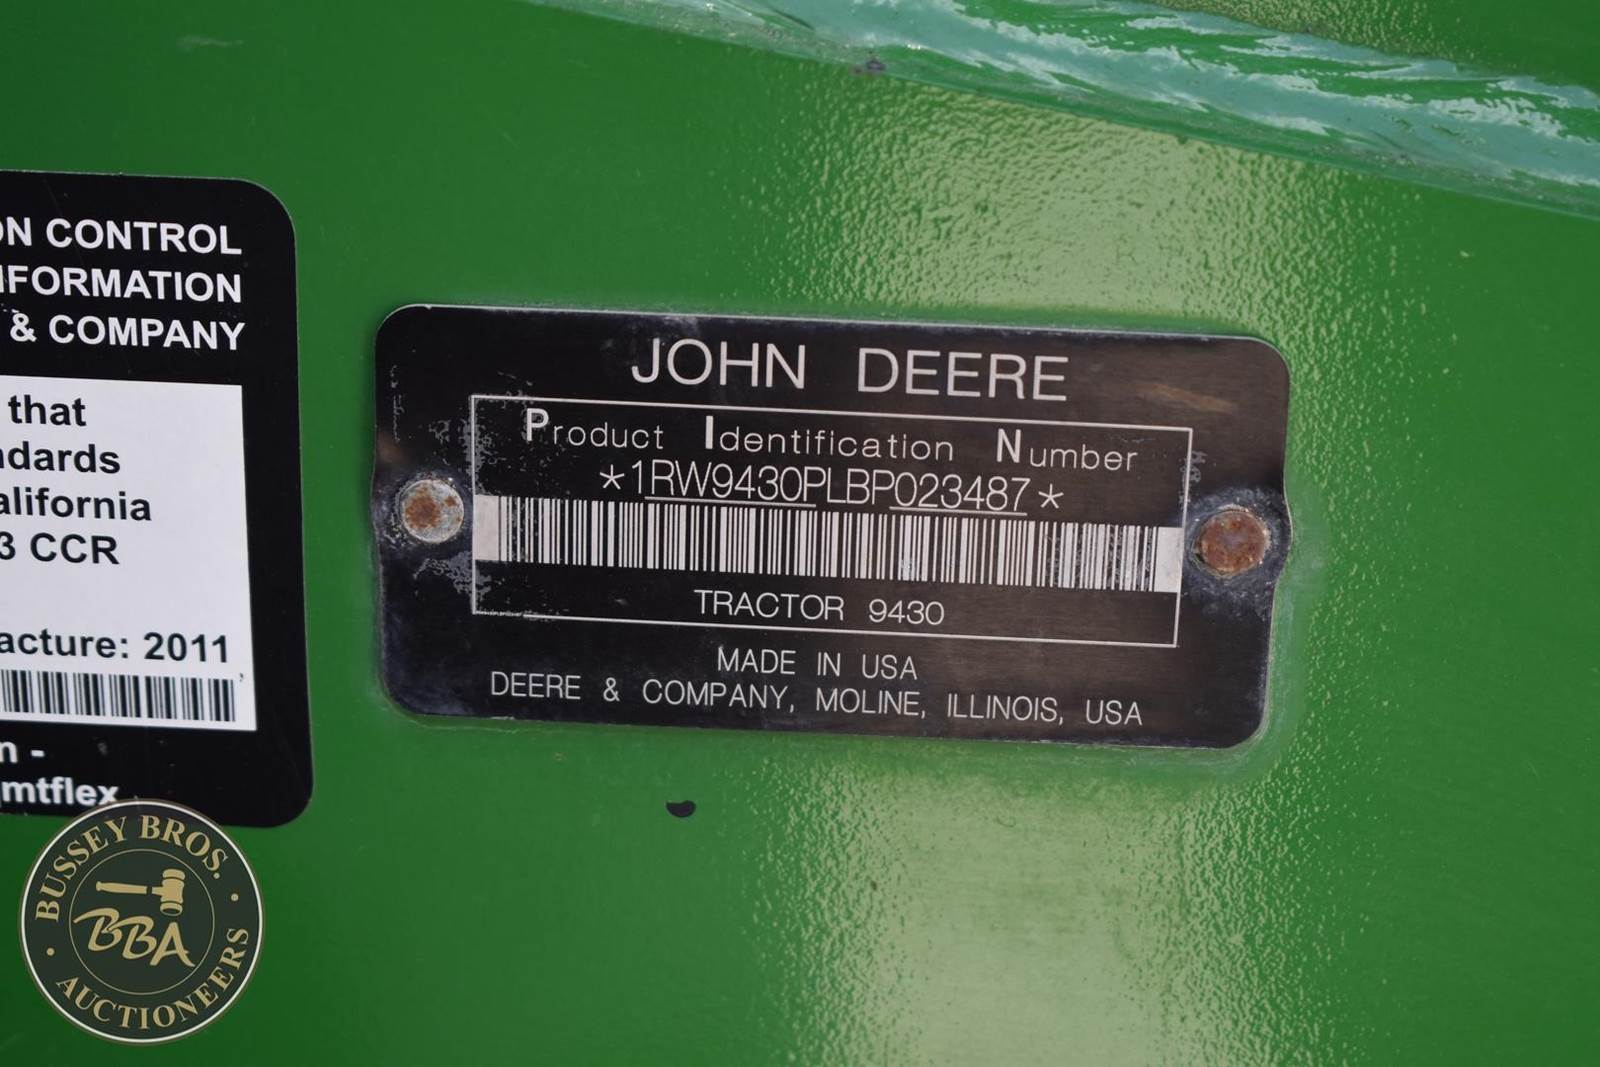 ON CONTROL
NFORMATION
& COMPANY
that
ndards
alifornia
3 CCR
acture: 2011
n -
mtflex
JOHN DEERE
Product Identification Number
*1RW9430PLBP023487*
TRACTOR 9430
MADE IN USA
DEERE & COMPANY, MOLINE, ILLINOIS, USA
BUSSEY BROS.
BBA
AUCTIONEERS